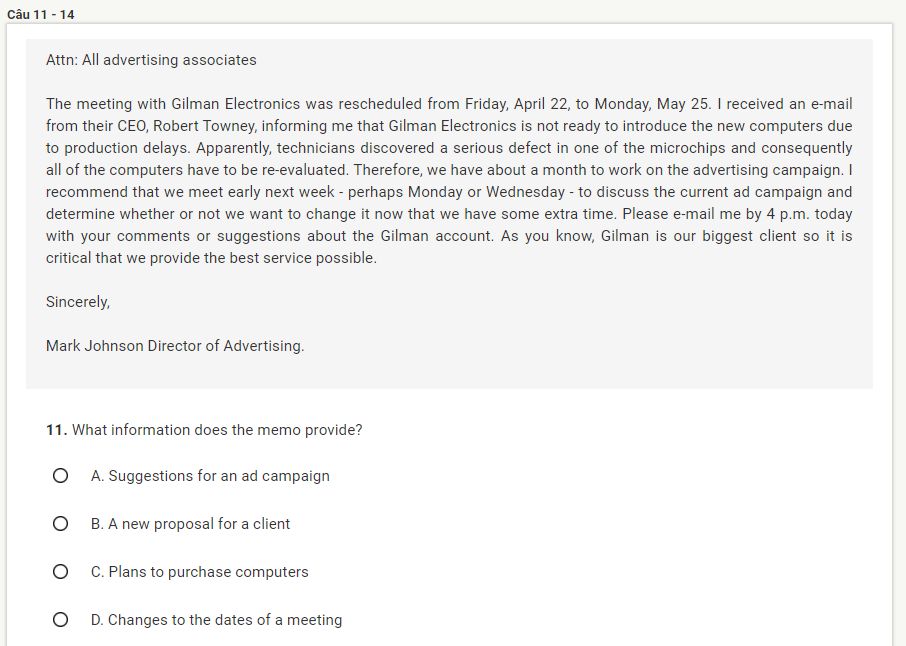 Câu 11 - 14
Attn: All advertising associates
The meeting with Gilman Electronics was rescheduled from Friday, April 22, to Monday, May 25. I received an e-mail
from their CEO, Robert Towney, informing me that Gilman Electronics is not ready to introduce the new computers due
to production delays. Apparently, technicians discovered a serious defect in one of the microchips and consequently
all of the computers have to be re-evaluated. Therefore, we have about a month to work on the advertising campaign. I
recommend that we meet early next week - perhaps Monday or Wednesday - to discuss the current ad campaign and
determine whether or not we want to change it now that we have some extra time. Please e-mail me by 4 p.m. today
with your comments or suggestions about the Gilman account. As you know, Gilman is our biggest client so it is
critical that we provide the best service possible.
Sincerely,
Mark Johnson Director of Advertising.
11. What information does the memo provide?
A. Suggestions for an ad campaign
B. A new proposal for a client
C. Plans to purchase computers
D. Changes to the dates of a meeting